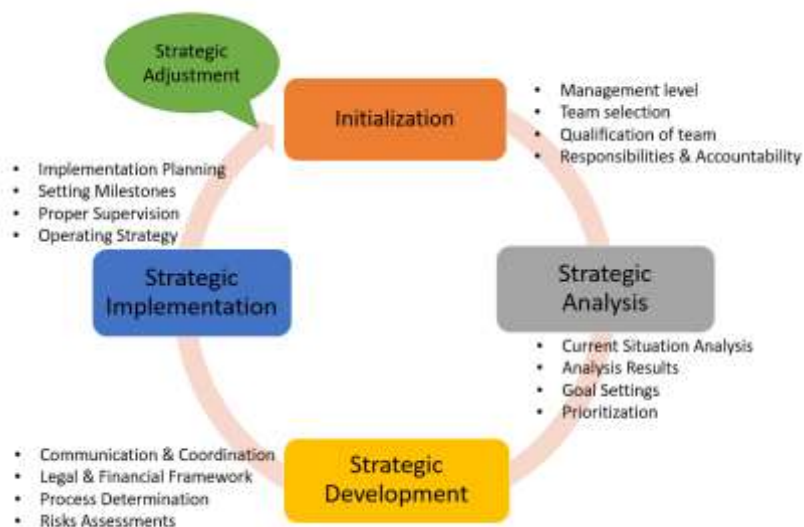 Strategic
Adjustment
Initialization
• Management level
• Team selection
• Qualification of team
• Responsibilities & Accountability
• Implementation Planning
• Setting Milestones
• Proper Supervision
• Operating Strategy
Strategic
Implementation
Strategic
Analysis
• Current Situation Analysis
• Analysis Results
• Goal Settings
• Prioritization
• Communication & Coordination
• Legal & Financial Framework
• Process Determination
• Risks Assessments
Strategic
Development